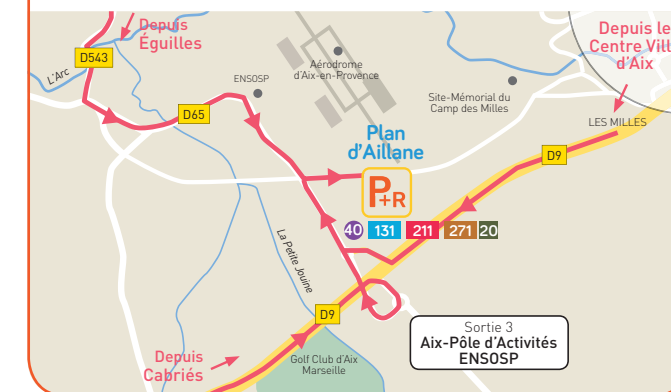 Depuis
Éguilles
D543
L'Arc
ENSOSP
D65
Aérodrome
d'Aix-en-Provence
Site-Mémorial du
Camp des Milles
Depuis le
Centre Vill
d'Aix
LES MILLES
D9
Plan
d'Aillane
P+R
40 131 211 271 20
La Petite Jouine
D9
Sortie 3
Aix-Pôle d'Activités
ENSOSP
Depuis
Cabriés
Golf Club d'Aix
Marseille